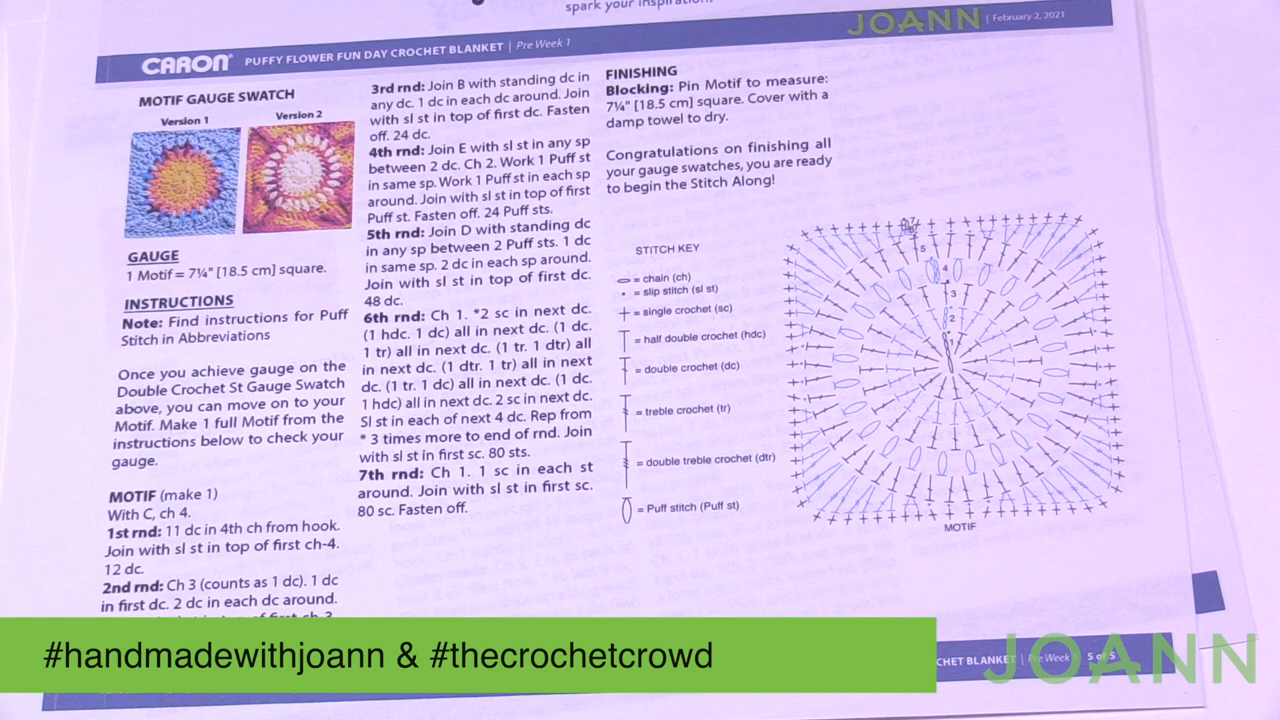 spark your inspiration.
JOANN | February 2, 2021
CARON® PUFFY FLOWER FUN DAY CROCHET BLANKET | Pre Week 1
MOTIF GAUGE SWATCH
Version 1
Version 2
GAUGE
1 Motif = 7¼" [18.5 cm] square.
INSTRUCTIONS
Note: Find instructions for Puff
Stitch in Abbreviations
Once you achieve gauge on the
Double Crochet St Gauge Swatch
above, you can move on to your
Motif. Make 1 full Motif from the
instructions below to check your
gauge.
MOTIF (make 1)
With C, ch 4.
1st rnd: 11 dc in 4th ch from hook.
Join with sl st in top of first ch-4.
12 dc.
2nd rnd: Ch 3 (counts as 1 dc). 1 dc
in first dc. 2 dc in each dc around.
3rd rnd: Join B with standing dc in
any dc. 1 dc in each dc around. Join
with sl st in top of first dc. Fasten
off. 24 dc.
4th rnd: Join E with sl st in any sp
between 2 dc. Ch 2. Work 1 Puff st
in same sp. Work 1 Puff st in each sp
around. Join with sl st in top of first
Puff st. Fasten off. 24 Puff sts.
5th rnd: Join D with standing dc
in any sp between 2 Puff sts. 1 dc
in same sp. 2 dc in each sp around.
Join with sl st in top of first dc.
48 dc.
6th rnd: Ch 1. *2 sc in next dc.
(1 hdc. 1 dc) all in next dc. (1 dc.
1 tr) all in next dc. (1 tr. 1 dtr) all
in next dc. (1 dtr. 1 tr) all in next
dc. (1 tr. 1 dc) all in next dc. (1 dc.
1 hdc) all in next dc. 2 sc in next dc.
Sl st in each of next 4 dc. Rep from
* 3 times more to end of rnd. Join
with sl st in first sc. 80 sts.
7th rnd: Ch 1. 1 sc in each st
around. Join with sl st in first sc.
80 sc. Fasten off.
FINISHING
Blocking: Pin Motif to measure:
7¼" [18.5 cm] square. Cover with a
damp towel to dry.
Congratulations on finishing all
your gauge swatches, you are ready
to begin the Stitch Along!
STITCH KEY
= chain (ch)
= slip stitch (sl st)
= single crochet (sc)
= half double crochet (hdc)
= double crochet (dc)
= treble crochet (tr)
= double treble crochet (dtr)
= Puff stitch (Puff st)
5
4
3
2
1
MOTIF
#handmadewithjoann & #thecrochetcrowd
CHET BLANKET | Pre Week 1 5 of 5
JOANN